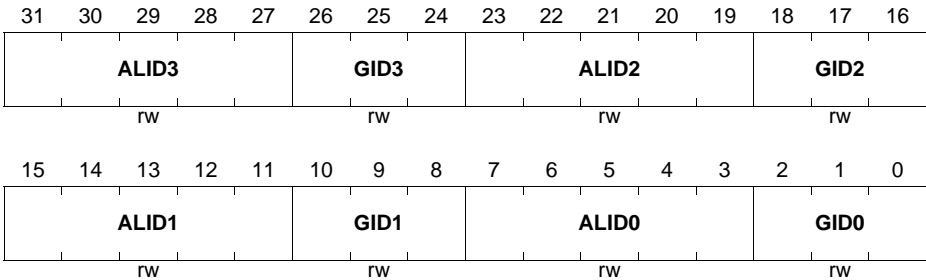 31 30 29 28 27 26 25 24 23 22 21 20 19 18 17 16
ALID3 GID3 ALID2 GID2
rw rw rw rw
15 14 13 12 11 10 9 8 7 6 5 4 3 2 1 0
ALID1 GID1 ALID0 GID0
rw rw rw rw